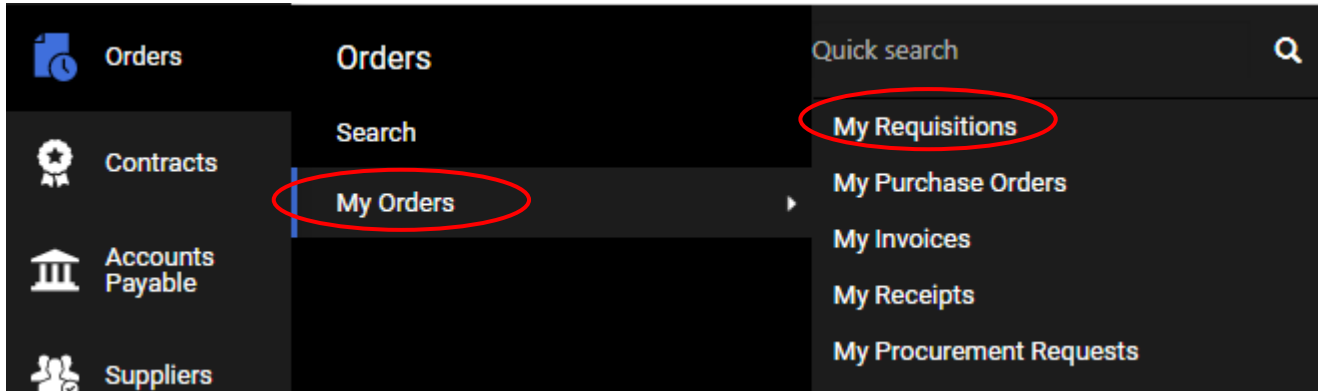 Orders
Contracts
Accounts
Payable
Suppliers
Orders
Search
My Orders
Quick search
My Requisitions
My Purchase Orders
My Invoices
My Receipts
My Procurement Requests